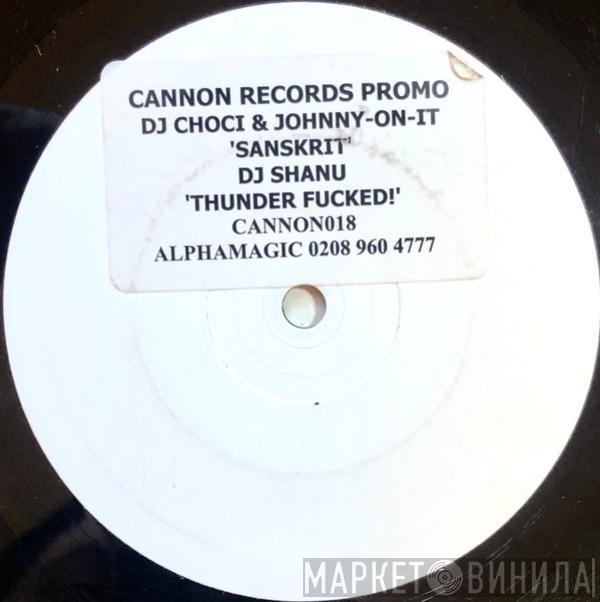 CANNON RECORDS PROMO
DJ CHOCI & JOHNNY-ON-IT
'SANSKRIT'
DJ SHANU
'THUNDER FUCKED!'
CANNON018
ALPHAMAGIC 0208 960 4777
МАРКЕТ ВИНИЛА